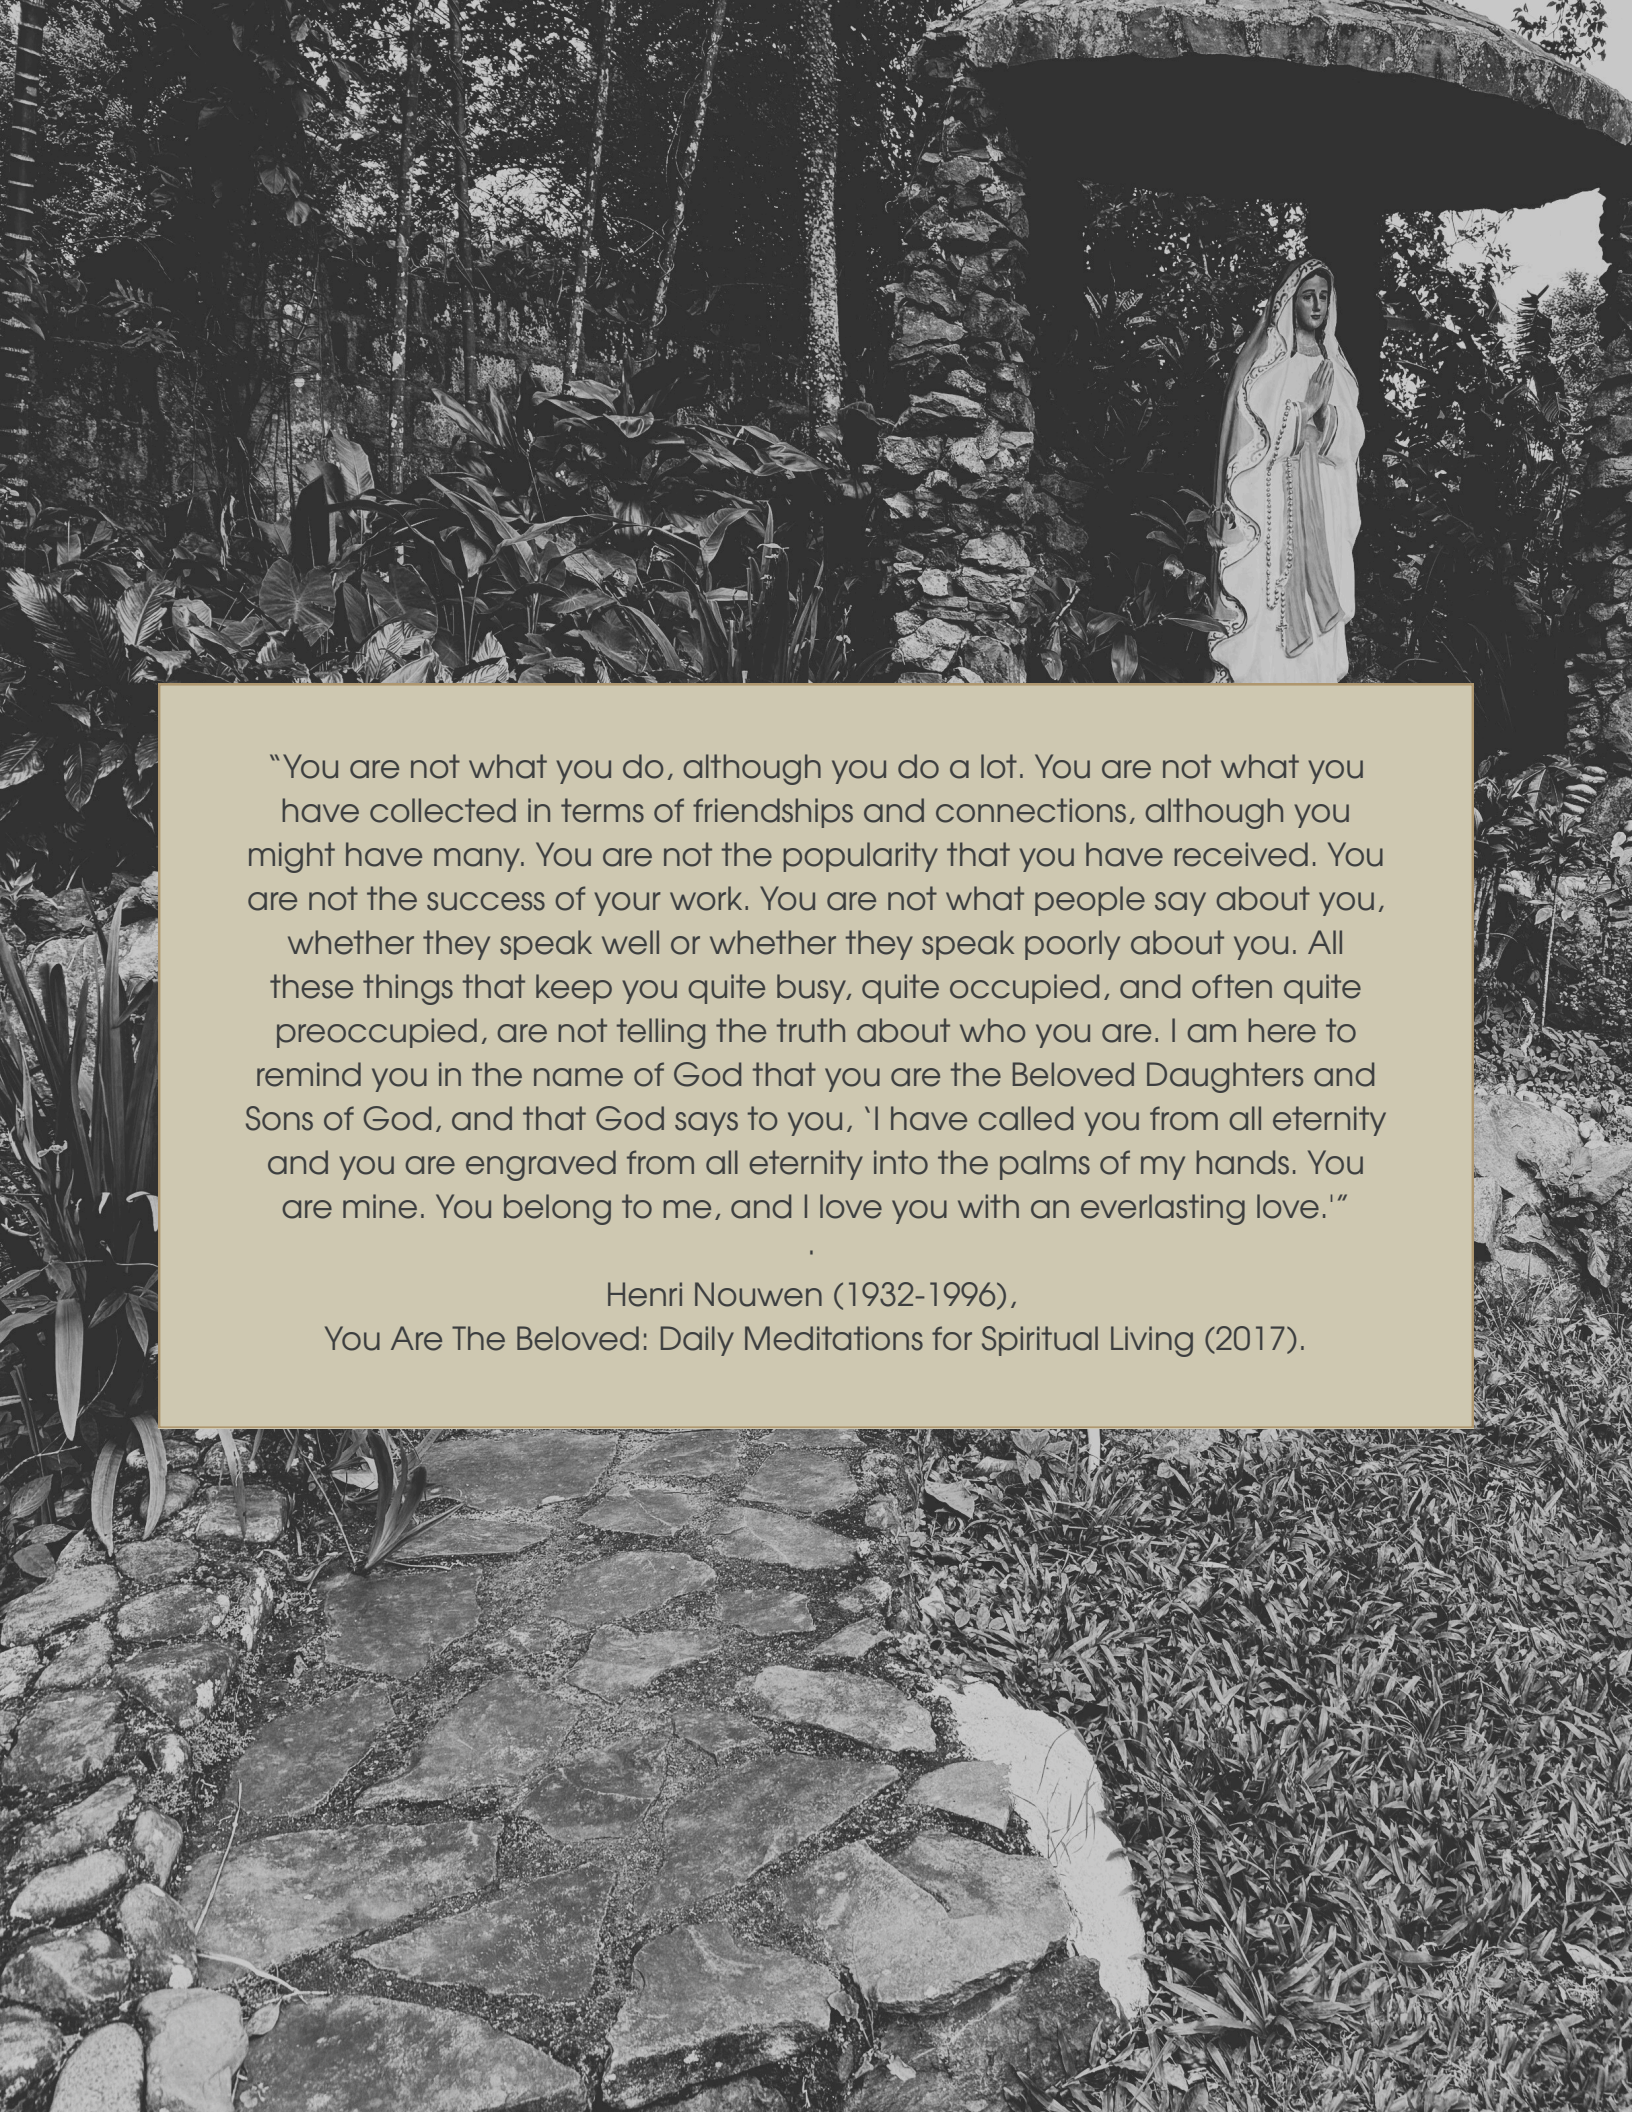 “You are not what you do, although you do a lot. You are not what you
have collected in terms of friendships and connections, although you
might have many. You are not the popularity that you have received. You
are not the success of your work. You are not what people say about you,
whether they speak well or whether they speak poorly about you. All
these things that keep you quite busy, quite occupied, and often quite
preoccupied, are not telling the truth about who you are. I am here to
remind you in the name of God that you are the Beloved Daughters and
Sons of God, and that God says to you, ‘I have called you from all eternity
and you are engraved from all eternity into the palms of my hands. You
are mine. You belong to me, and I love you with an everlasting love.'”
.
Henri Nouwen (1932-1996),
You Are The Beloved: Daily Meditations for Spiritual Living (2017).